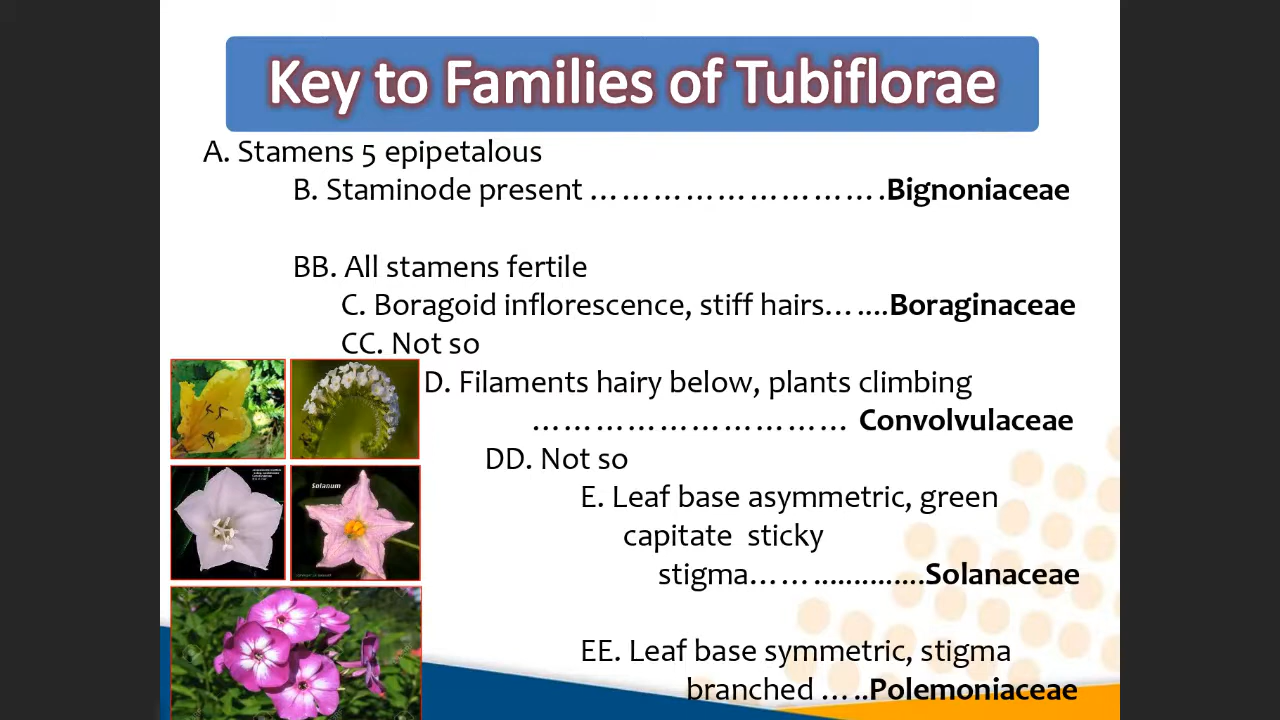 Key to Families of Tubiflorae
A. Stamens 5 epipetalous
B. Staminode present ……………………….Bignoniaceae
BB. All stamens fertile
C. Boragoid inflorescence, stiff hairs…....Boraginaceae
CC. Not so
D. Filaments hairy below, plants climbing
………………………… Convolvulaceae
DD. Not so
E. Leaf base asymmetric, green
capitate sticky
stigma……..............Solanaceae
EE. Leaf base symmetric, stigma
branched …..Polemoniaceae
Solanum